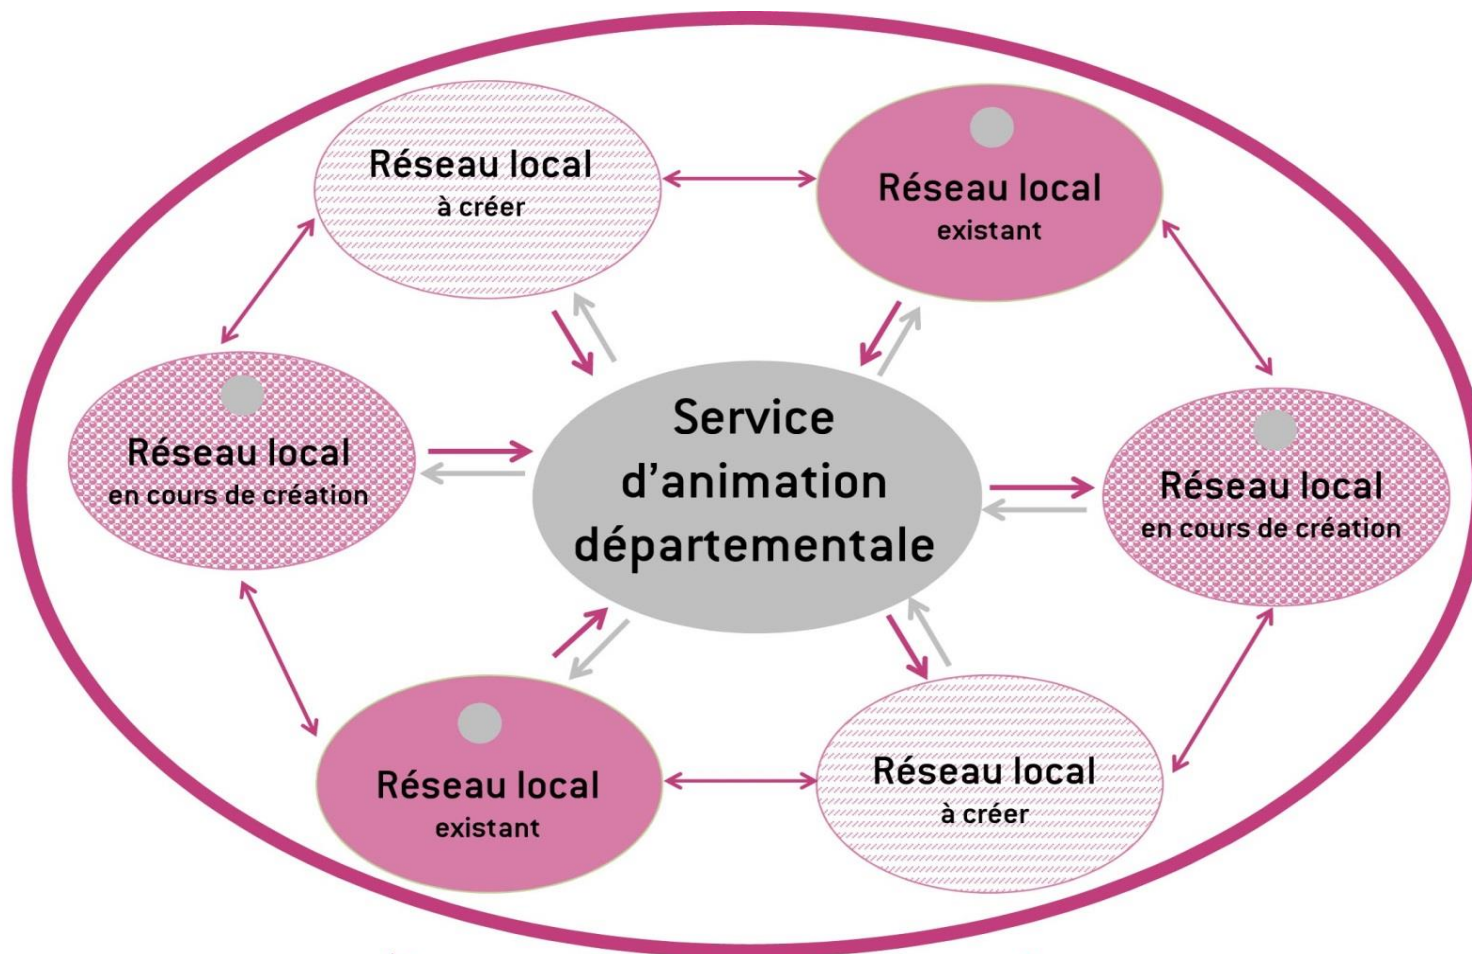 Réseau local
à créer
Réseau local
existant
Réseau local
en cours de création
Service
d’animation
départementale
Réseau local
en cours de création
Réseau local
existant
Réseau local
à créer